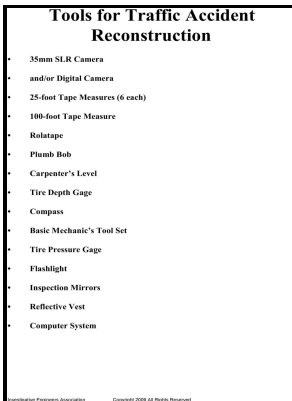 Tools for Traffic Accident
Reconstruction
• 35mm SLR Camera
• and/or Digital Camera
• 25-foot Tape Measures (6 each)
• 100-foot Tape Measure
• Rolatape
• Plumb Bob
• Carpenter's Level
• Tire Depth Gage
• Compass
• Basic Mechanic's Tool Set
• Tire Pressure Gage
• Flashlight
• Inspection Mirrors
• Reflective Vest
• Computer System
Investigative Engineers Association Copyright 2009 All Rights Reserved